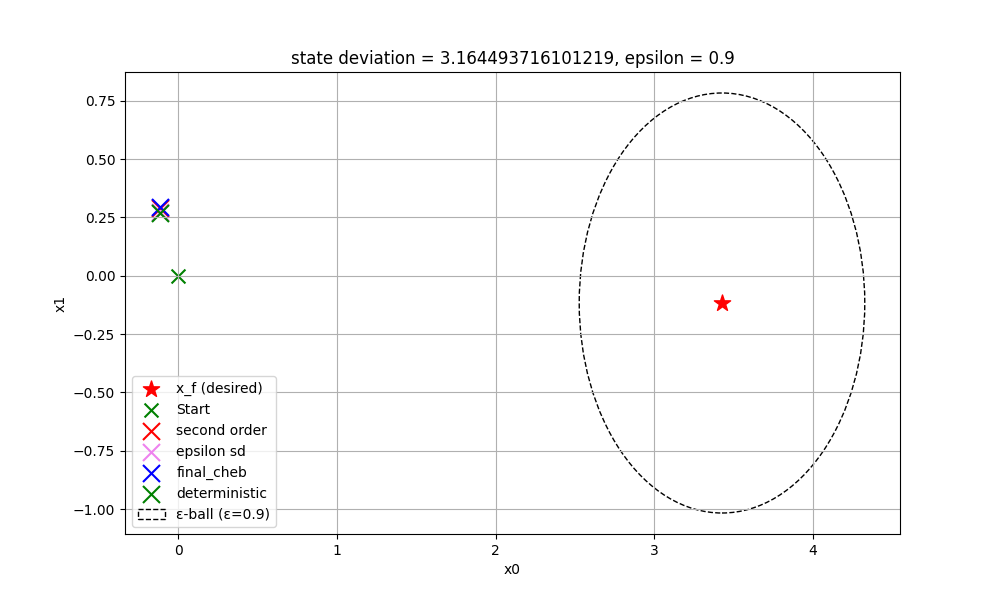 state deviation = 3.164493716101219, epsilon = 0.9
x1
0.75
0.50
0.25
0.00
−0.25
−0.50
−0.75
−1.00
x_f (desired)
Start
second order
epsilon sd
final_cheb
deterministic
ε-ball (ε=0.9)
0 1 2 3 4
x0